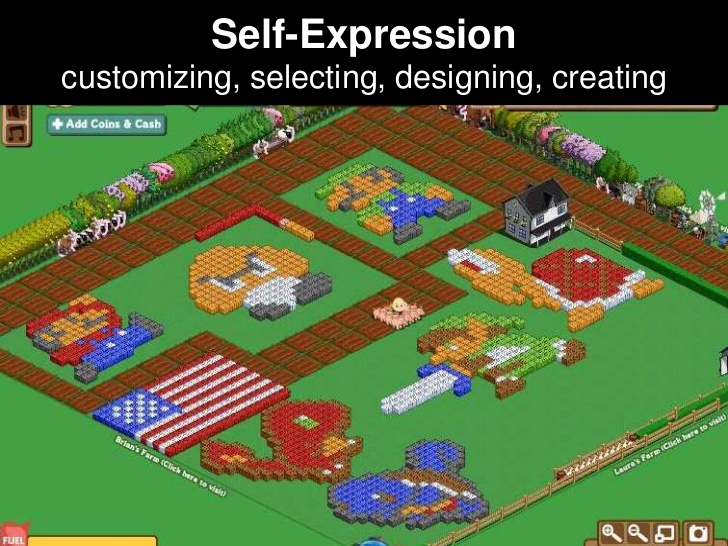 Self-Expression
customizing, selecting, designing, creating
Add Coins & Cash
Brian's Farm (Click here to visit)
Laura's Farm (Click here to visit)
FUEL